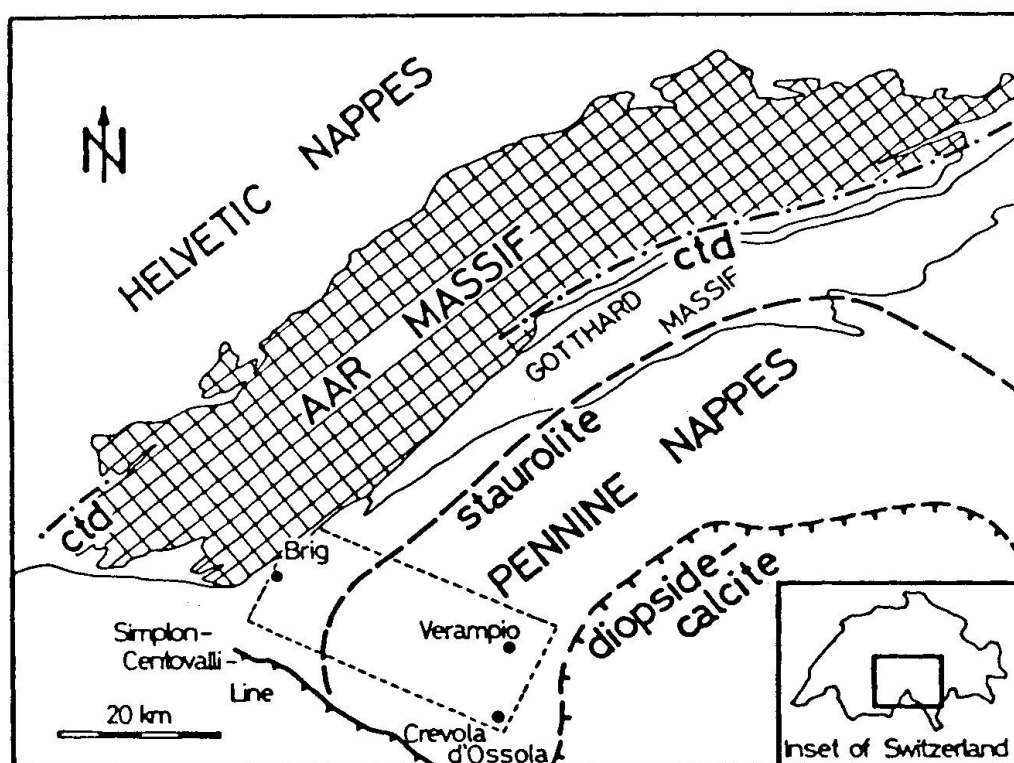 N
HELVETIC NAPPES
AAR MASSIF
ctd
GOTTHARD MASSIF
staurolite
PENNINE NAPPES
ctd
Brig
diopside-
calcite
Verampio
Simplon-
Centovalli-
Line
20 km
Crevola
d'Ossola
Inset of Switzerland